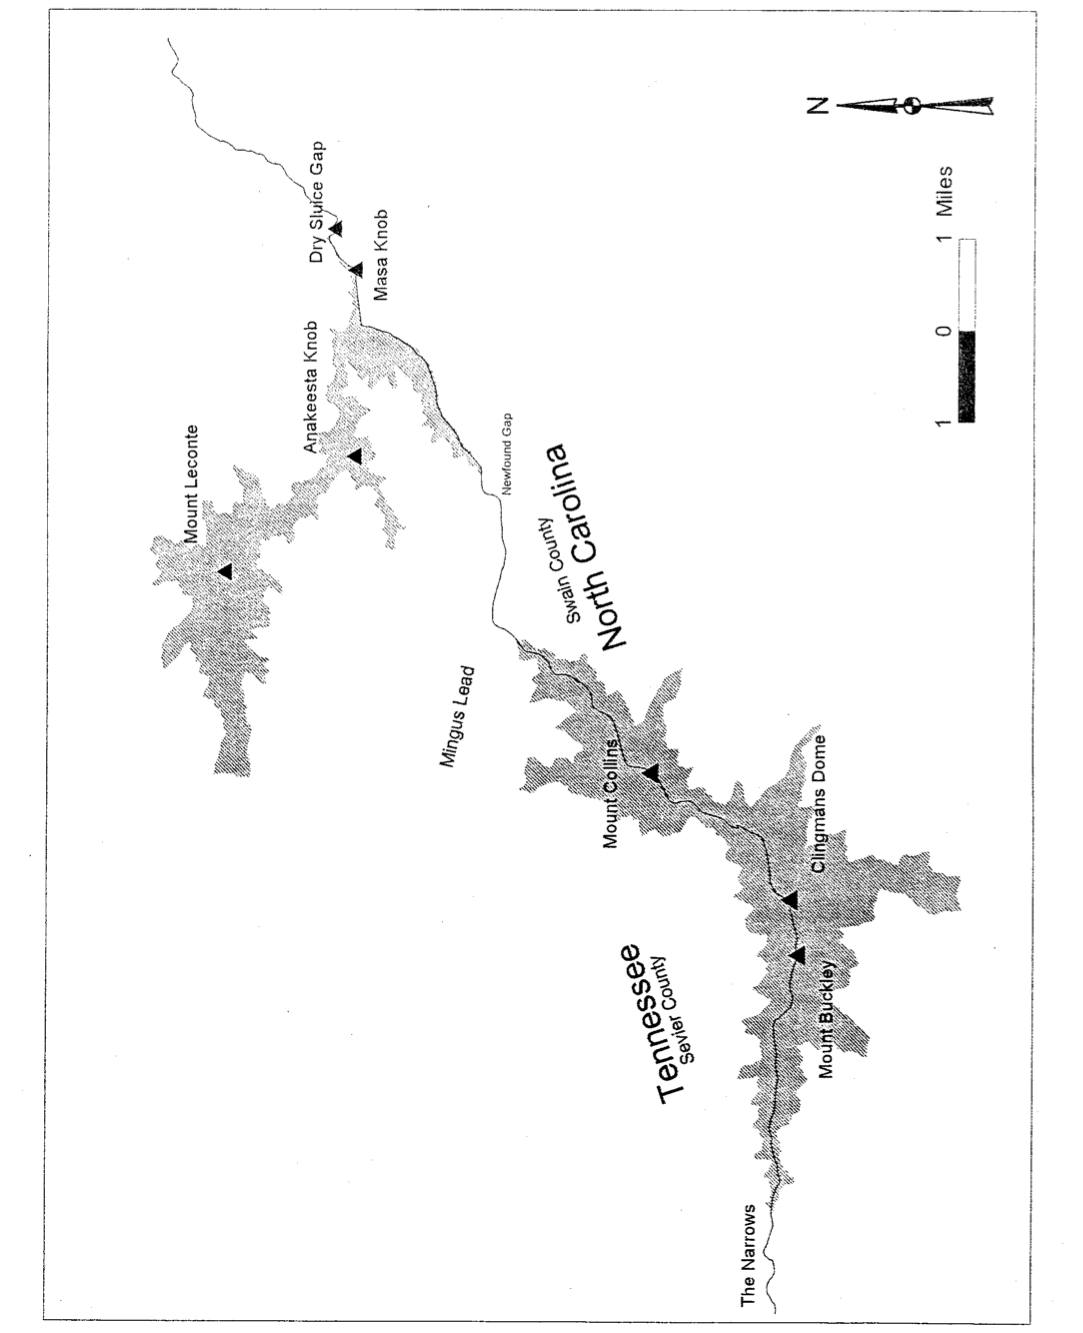 Mount Leconte
Anakeesta Knob
Dry Sluice Gap
Masa Knob
N
Newfound Gap
Mingus Lead
Swain County
North Carolina
1 0 1 Miles
Mount Collins
Clingmans Dome
Tennessee
Sevier County
Mount Buckley
The Narrows